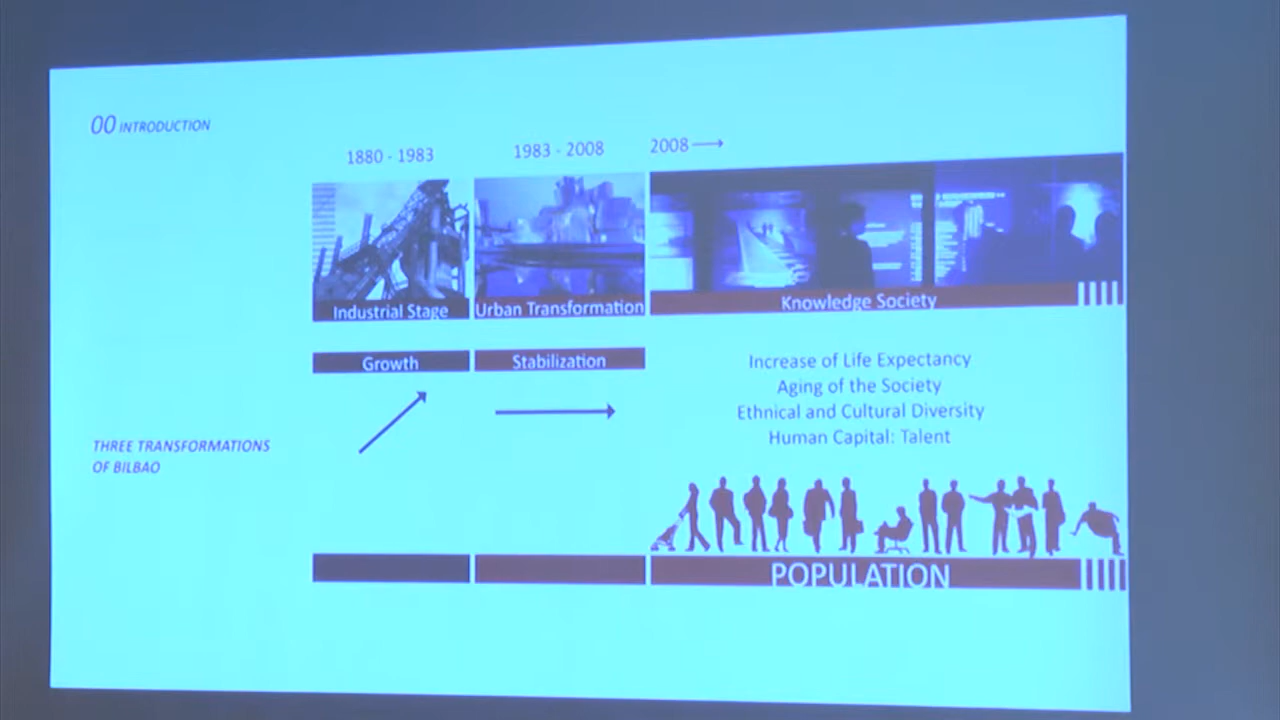 00 INTRODUCTION
1880 - 1983
1983 - 2008
2008
Industrial Stage
Urban Transformation
Knowledge Society
Growth
Stabilization
Increase of Life Expectancy
Aging of the Society
Ethnical and Cultural Diversity
Human Capital: Talent
THREE TRANSFORMATIONS
OF BILBAO
POPULATION